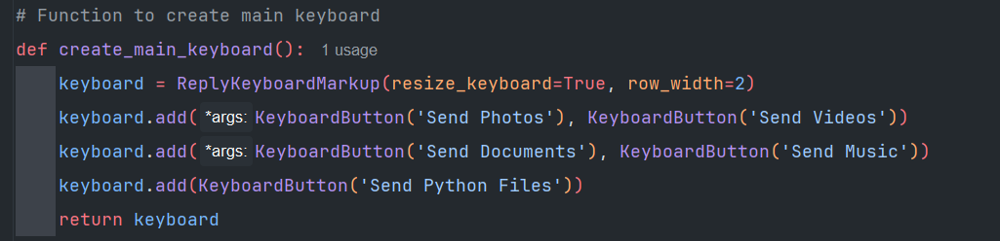 # Function to create main keyboard
def create_main_keyboard():  1 usage
    keyboard = ReplyKeyboardMarkup(resize_keyboard=True, row_width=2)
    keyboard.add( *args: KeyboardButton('Send Photos'), KeyboardButton('Send Videos'))
    keyboard.add( *args: KeyboardButton('Send Documents'), KeyboardButton('Send Music'))
    keyboard.add(KeyboardButton('Send Python Files'))
    return keyboard